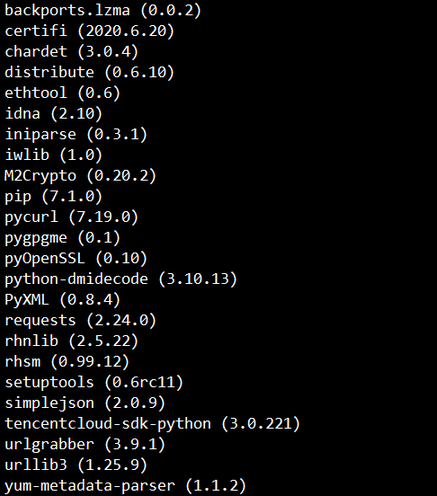 backports.lzma (0.0.2)
certifi (2020.6.20)
chardet (3.0.4)
distribute (0.6.10)
ethtool (0.6)
idna (2.10)
iniparse (0.3.1)
iwlib (1.0)
M2Crypto (0.20.2)
pip (7.1.0)
pycurl (7.19.0)
pygpgme (0.1)
pyOpenSSL (0.10)
python-dmidecode (3.10.13)
PyXML (0.8.4)
requests (2.24.0)
rhnlib (2.5.22)
rhsm (0.99.12)
setuptools (0.6rc11)
simplejson (2.0.9)
tencentcloud-sdk-python (3.0.221)
urlgrabber (3.9.1)
urllib3 (1.25.9)
yum-metadata-parser (1.1.2)